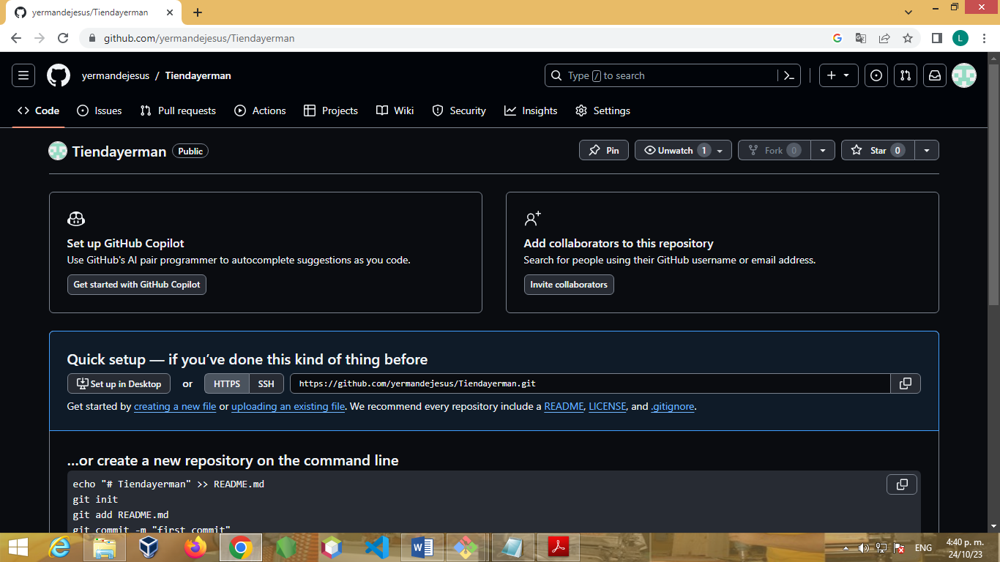 yermandejesus/Tiendayerman
github.com/yermandejesus/Tiendayerman
L
yermandejesus / Tiendayerman
Type / to search
Code Issues Pull requests Actions Projects Wiki Security Insights Settings
Tiendayerman Public
Pin Unwatch 1 Fork 0 Star 0
Set up GitHub Copilot
Use GitHub's AI pair programmer to autocomplete suggestions as you code.
Get started with GitHub Copilot
Add collaborators to this repository
Search for people using their GitHub username or email address.
Invite collaborators
Quick setup — if you’ve done this kind of thing before
Set up in Desktop or HTTPS SSH https://github.com/yermandejesus/Tiendayerman.git
Get started by creating a new file or uploading an existing file. We recommend every repository include a README, LICENSE, and .gitignore.
…or create a new repository on the command line
echo "# Tiendayerman" >> README.md
git init
git add README.md
git commit -m "first commit"
ENG
4:40 p. m.
24/10/23